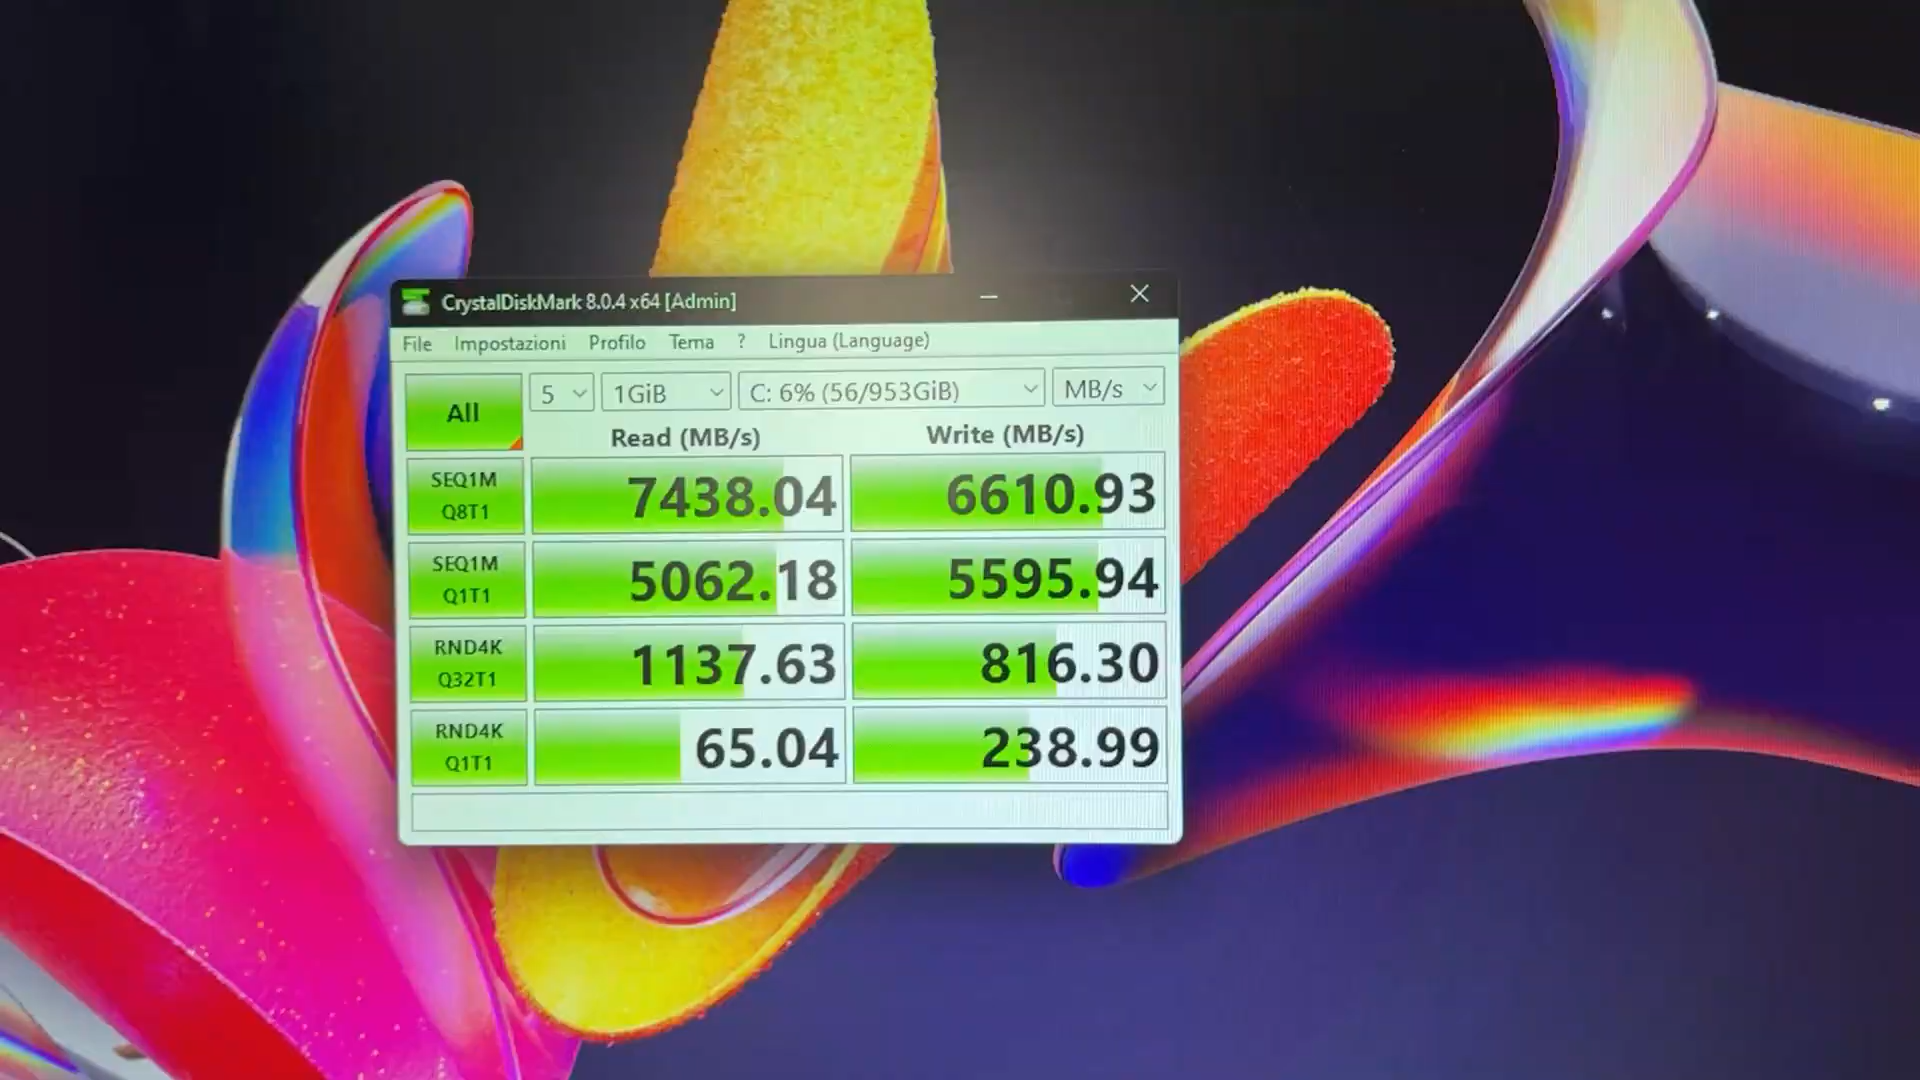 CrystalDiskMark 8.0.4 x64 [Admin]
File Impostazioni Profilo Tema ? Lingua (Language)
All 5 1GiB C: 6% (56/953GiB) MB/s
Read (MB/s) Write (MB/s)
SEQ1M
Q8T1
7438.04 6610.93
SEQ1M
Q1T1
5062.18 5595.94
RND4K
Q32T1
1137.63 816.30
RND4K
Q1T1
65.04 238.99